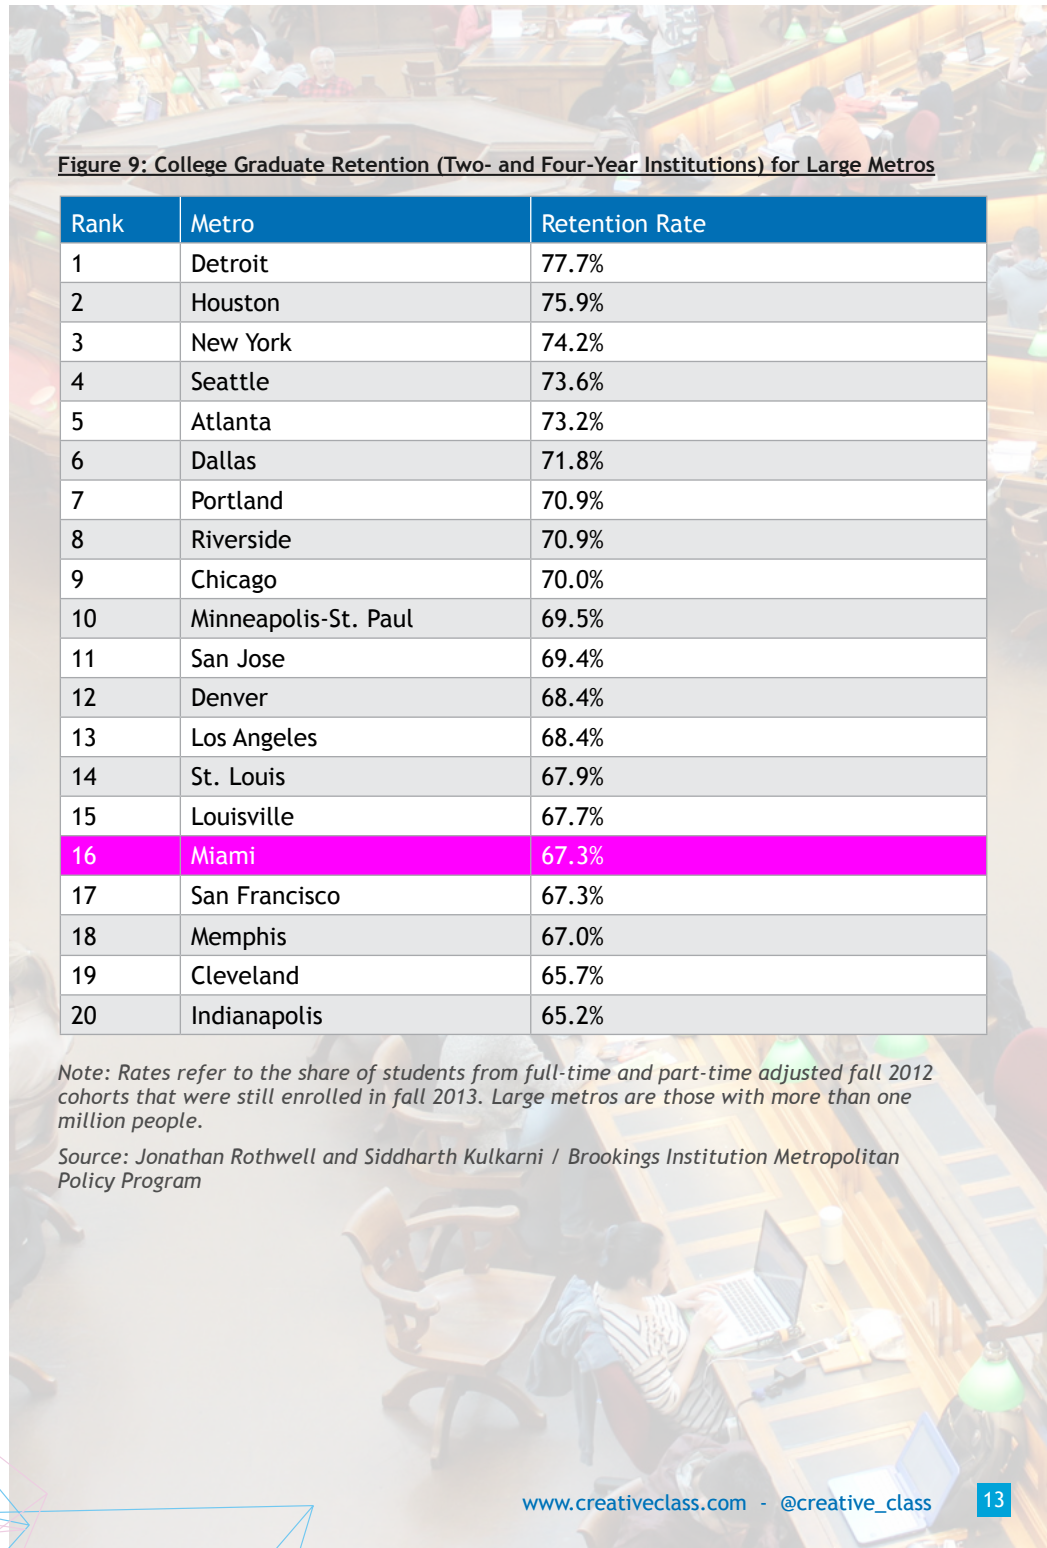 Figure 9: College Graduate Retention (Two- and Four-Year Institutions) for Large Metros
Rank Metro Retention Rate
1 Detroit 77.7%
2 Houston 75.9%
3 New York 74.2%
4 Seattle 73.6%
5 Atlanta 73.2%
6 Dallas 71.8%
7 Portland 70.9%
8 Riverside 70.9%
9 Chicago 70.0%
10 Minneapolis-St. Paul 69.5%
11 San Jose 69.4%
12 Denver 68.4%
13 Los Angeles 68.4%
14 St. Louis 67.9%
15 Louisville 67.7%
16 Miami 67.3%
17 San Francisco 67.3%
18 Memphis 67.0%
19 Cleveland 65.7%
20 Indianapolis 65.2%
Note: Rates refer to the share of students from full-time and part-time adjusted fall 2012
cohorts that were still enrolled in fall 2013. Large metros are those with more than one
million people.
Source: Jonathan Rothwell and Siddharth Kulkarni / Brookings Institution Metropolitan
Policy Program
www.creativeclass.com - @creative_class 13